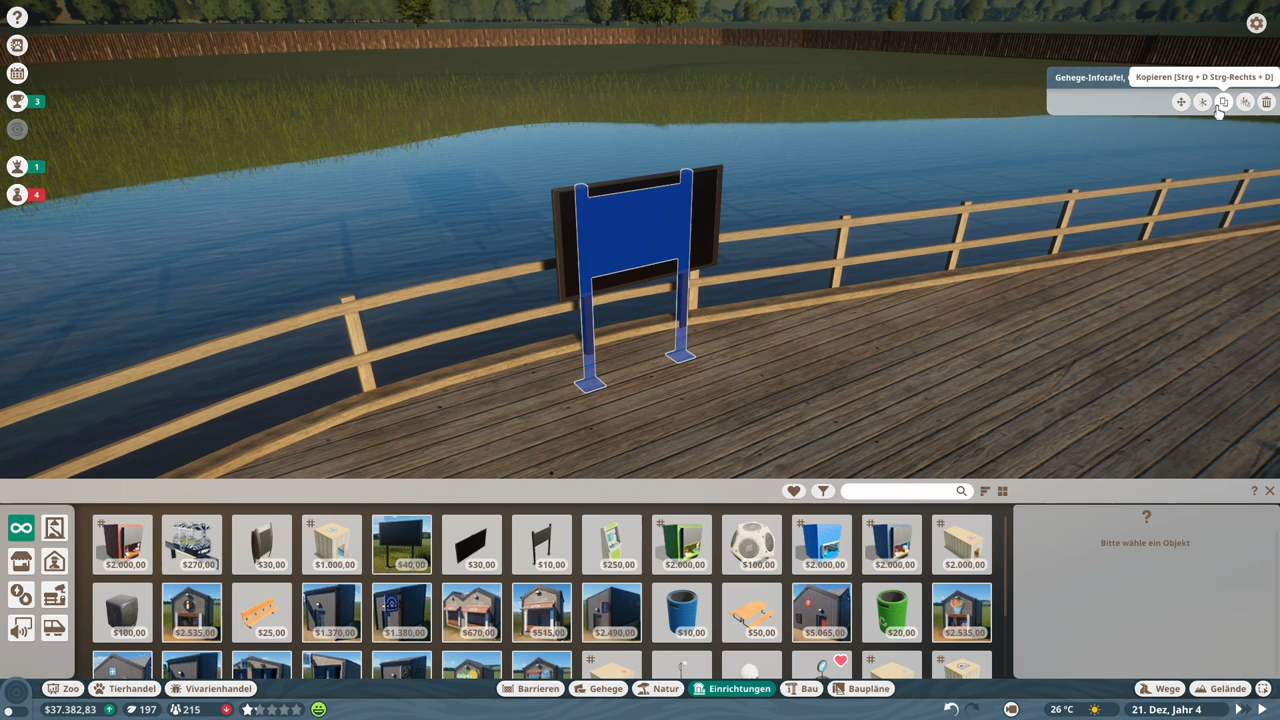 ?
3
1
4
Gehege-Infotafel,
Kopieren [Strg + D Strg-Rechts + D]
?
?
Bitte wähle ein Objekt
$2.000,00
$270,00
$30,00
$1.000,00
$40,00
$30,00
$10,00
$250,00
$2.000,00
$100,00
$2.000,00
$2.000,00
$2.000,00
$100,00
$2.535,00
$25,00
$1.370,00
$1.380,00
$670,00
$515,00
$2.490,00
$10,00
$50,00
$5.065,00
$20,00
$2.535,00
Zoo
Tierhandel
Vivarienhandel
Barrieren
Gehege
Natur
Einrichtungen
Bau
Baupläne
Wege
Gelände
$37.382,83
197
215
26 °C
21. Dez, Jahr 4